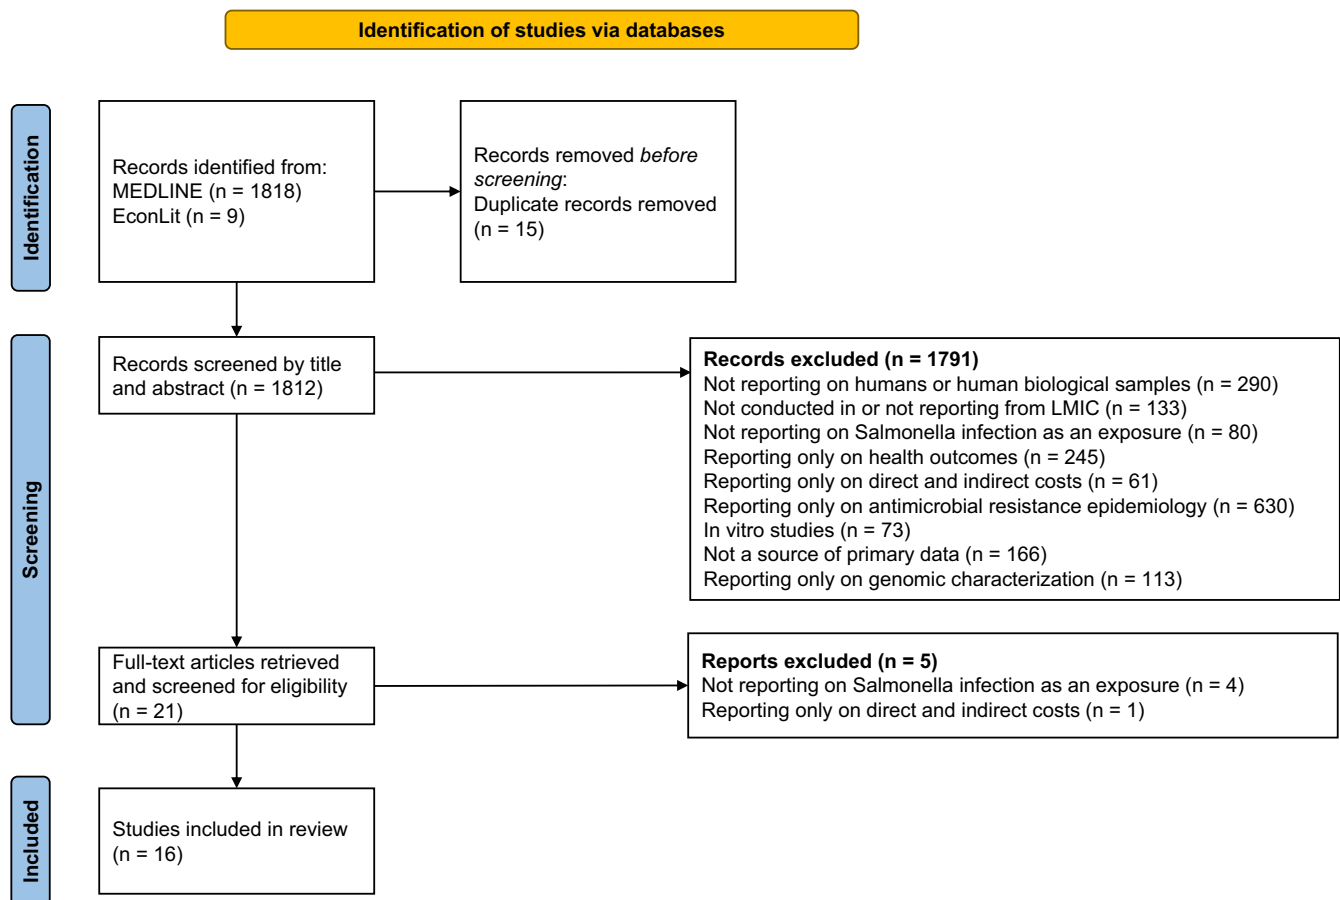 Identification of studies via databases
Identification
Records identified from:
MEDLINE (n = 1818)
EconLit (n = 9)
Records removed before
screening:
Duplicate records removed
(n = 15)
Screening
Records screened by title
and abstract (n = 1812)
Records excluded (n = 1791)
Not reporting on humans or human biological samples (n = 290)
Not conducted in or not reporting from LMIC (n = 133)
Not reporting on Salmonella infection as an exposure (n = 80)
Reporting only on health outcomes (n = 245)
Reporting only on direct and indirect costs (n = 61)
Reporting only on antimicrobial resistance epidemiology (n = 630)
In vitro studies (n = 73)
Not a source of primary data (n = 166)
Reporting only on genomic characterization (n = 113)
Full-text articles retrieved
and screened for eligibility
(n = 21)
Reports excluded (n = 5)
Not reporting on Salmonella infection as an exposure (n = 4)
Reporting only on direct and indirect costs (n = 1)
Included
Studies included in review
(n = 16)